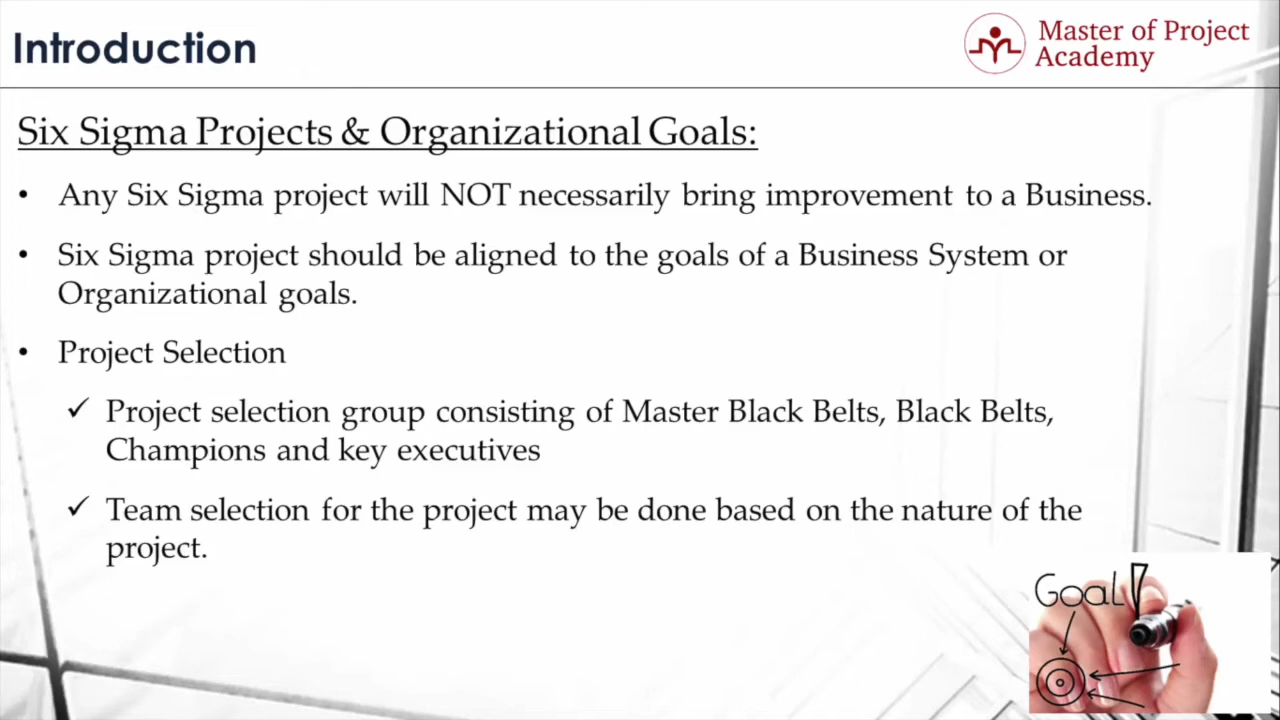 Introduction
Master of Project
Academy
Six Sigma Projects & Organizational Goals:
• Any Six Sigma project will NOT necessarily bring improvement to a Business.
• Six Sigma project should be aligned to the goals of a Business System or
Organizational goals.
• Project Selection
✓ Project selection group consisting of Master Black Belts, Black Belts,
Champions and key executives
✓ Team selection for the project may be done based on the nature of the
project.
Goal!